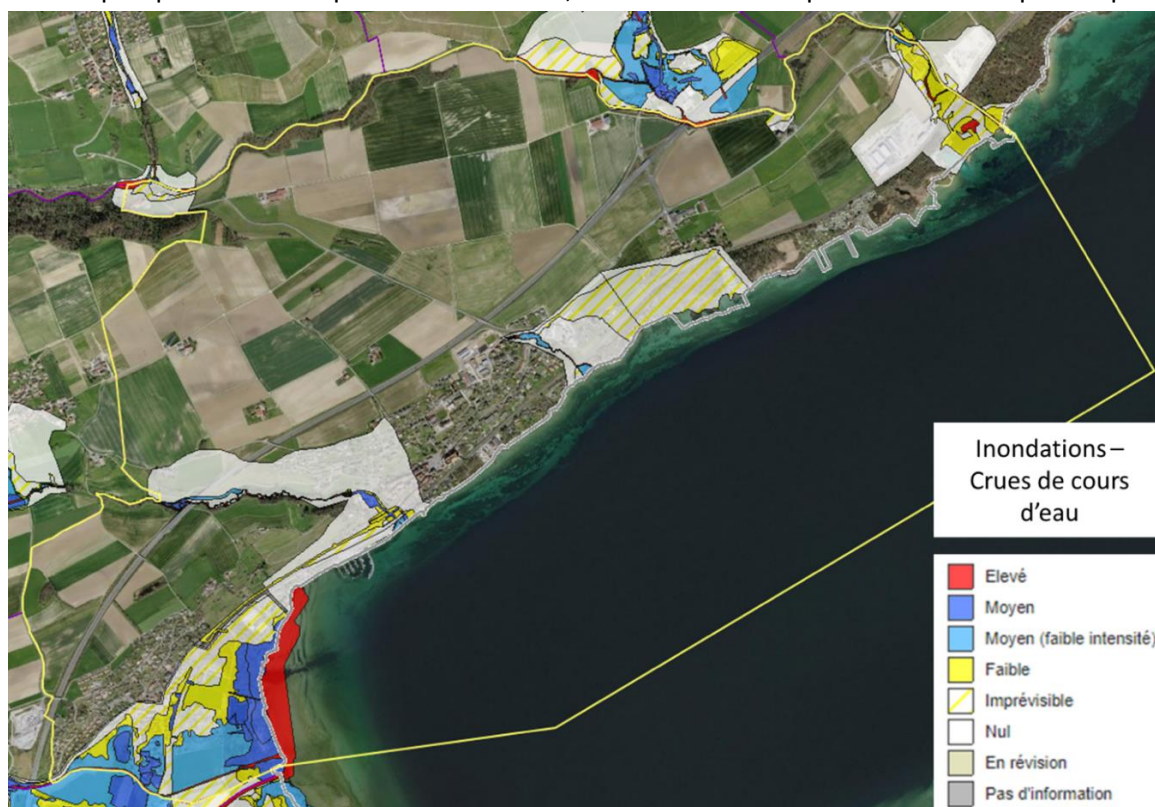 Inondations –
Crues de cours
d'eau
Elevé
Moyen
Moyen (faible intensité)
Faible
Imprévisible
Nul
En révision
Pas d'information